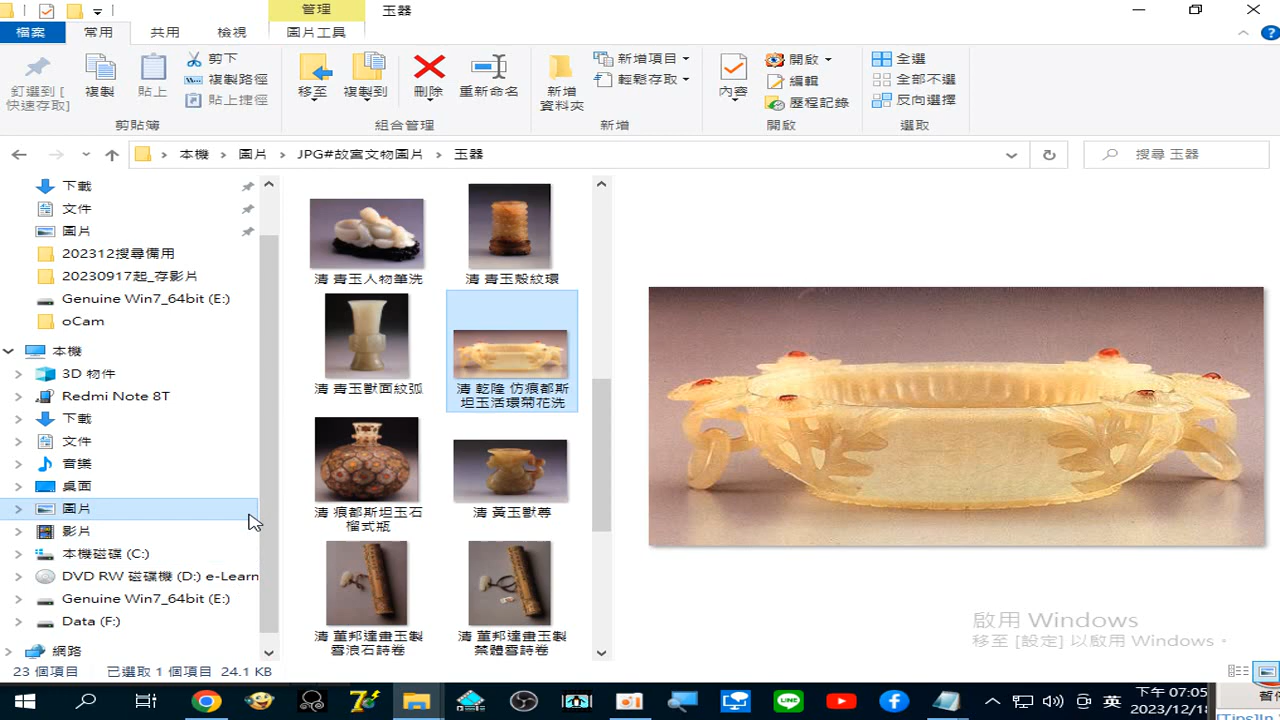 管理
玉器
檔案
常用
共用
檢視
圖片工具
釘選到 [
快速存取]
複製
貼上
剪下
複製路徑
貼上捷徑
剪貼簿
移至
複製到
刪除
重新命名
組合管理
新增
資料夾
新增項目
輕鬆存取
新增
內容
開啟
編輯
歷程記錄
開啟
全選
全部不選
反向選擇
選取
本機 › 圖片 › JPG#故宮文物圖片 › 玉器
搜尋 玉器
下載
文件
圖片
202312搜尋備用
20230917起_存影片
Genuine Win7_64bit (E:)
oCam
本機
3D 物件
Redmi Note 8T
下載
文件
音樂
桌面
圖片
影片
本機磁碟 (C:)
DVD RW 磁碟機 (D:) e-Learn
Genuine Win7_64bit (E:)
Data (F:)
網路
清 青玉人物筆洗
清 青玉殼紋環
清 青玉獸面紋弧
清 乾隆 仿痕都斯
坦玉活環菊花洗
清 痕都斯坦玉石
榴式瓶
清 黃玉獸尊
清 董邦達畫玉製
雪浪石詩卷
清 董邦達畫玉製
禁體雪詩卷
啟用 Windows
移至 [設定] 以啟用 Windows。
23 個項目
已選取 1 個項目
24.1 KB
LINE
英
下午 07:05
2023/12/18